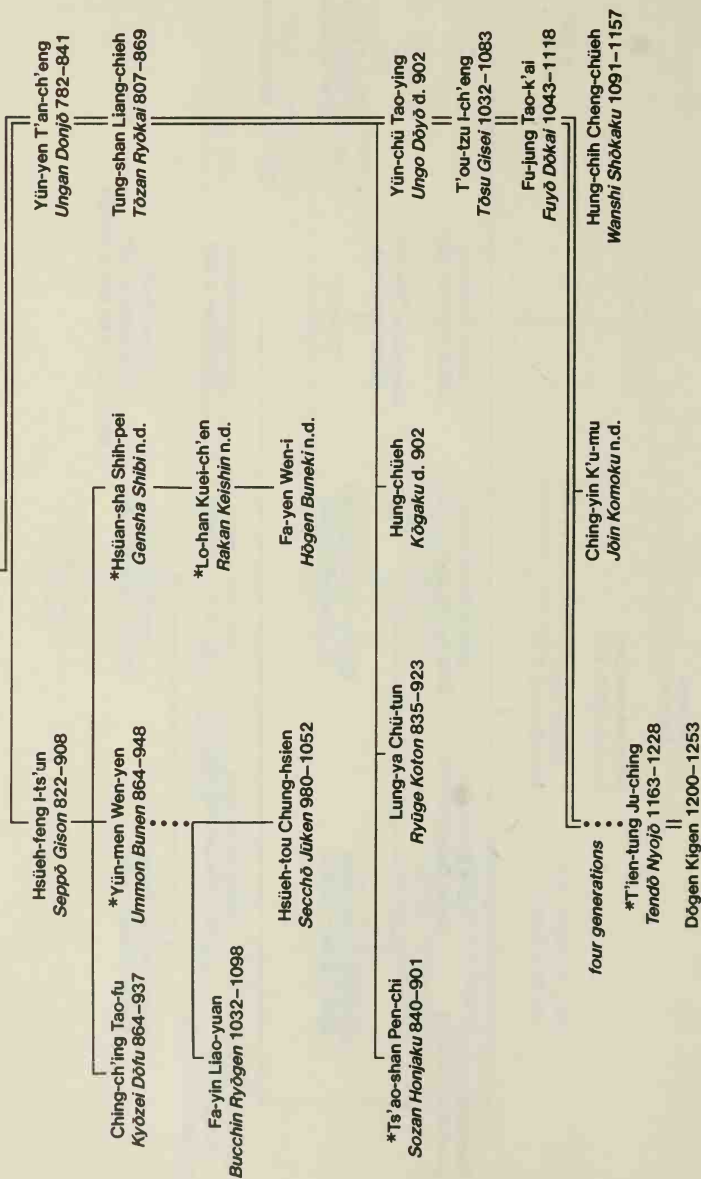 Yün-yen T'an-ch'eng
Ungan Donjō 782–841
Tung-shan Liang-chieh
Tōzan Ryōkai 807–869
Hsüeh-feng I-ts'un
Seppō Gison 822–908
Ching-ch'ing Tao-fu
Kyōzei Dōfu 864–937
*Yün-men Wen-yen
Ummon Bunen 864–948
*Hsüan-sha Shih-pei
Gensha Shibi n.d.
*Lo-han Kuei-ch'en
Rakan Keishin n.d.
Fa-yin Liao-yuan
Bucchin Ryōgen 1032–1098
Hsüeh-tou Chung-hsien
Secchō Jūken 980–1052
Fa-yen Wen-i
Hōgen Buneki n.d.
*Ts'ao-shan Pen-chi
Sozan Honjaku 840–901
Lung-ya Chü-tun
Ryūge Koton 835–923
Hung-chüeh
Kōgaku d. 902
Yün-chü Tao-ying
Ungo Dōyō d. 902
T'ou-tzu I-ch'eng
Tōsu Gisei 1032–1083
Fu-jung Tao-k'ai
Fuyō Dōkai 1043–1118
four generations
*T'ien-tung Ju-ching
Tendō Nyojō 1163–1228
Dōgen Kigen 1200–1253
Ching-yin K'u-mu
Jōin Komoku n.d.
Hung-chih Cheng-chüeh
Wanshi Shōkaku 1091–1157